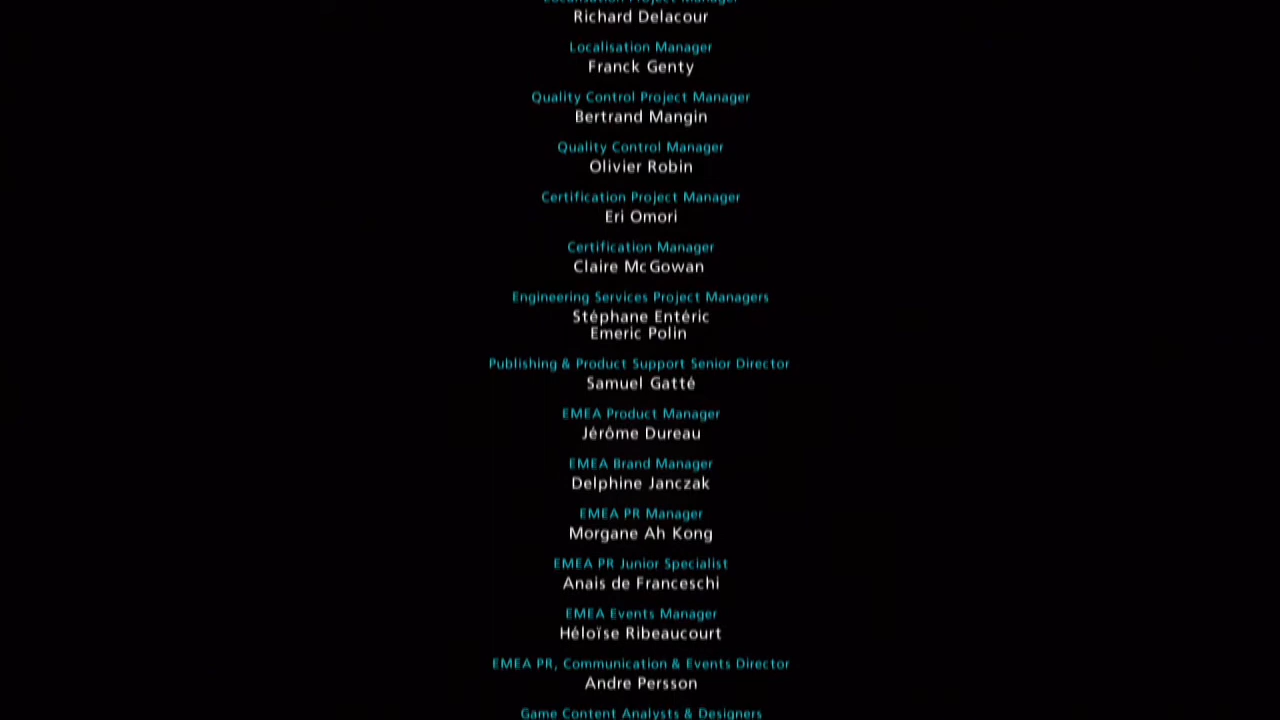 Localisation Project Manager
Richard Delacour
Localisation Manager
Franck Genty
Quality Control Project Manager
Bertrand Mangin
Quality Control Manager
Olivier Robin
Certification Project Manager
Eri Omori
Certification Manager
Claire McGowan
Engineering Services Project Managers
Stéphane Entéric
Emeric Polin
Publishing & Product Support Senior Director
Samuel Gatté
EMEA Product Manager
Jérôme Dureau
EMEA Brand Manager
Delphine Janczak
EMEA PR Manager
Morgane Ah Kong
EMEA PR Junior Specialist
Anais de Franceschi
EMEA Events Manager
Héloïse Ribeaucourt
EMEA PR, Communication & Events Director
Andre Persson
Game Content Analysts & Designers